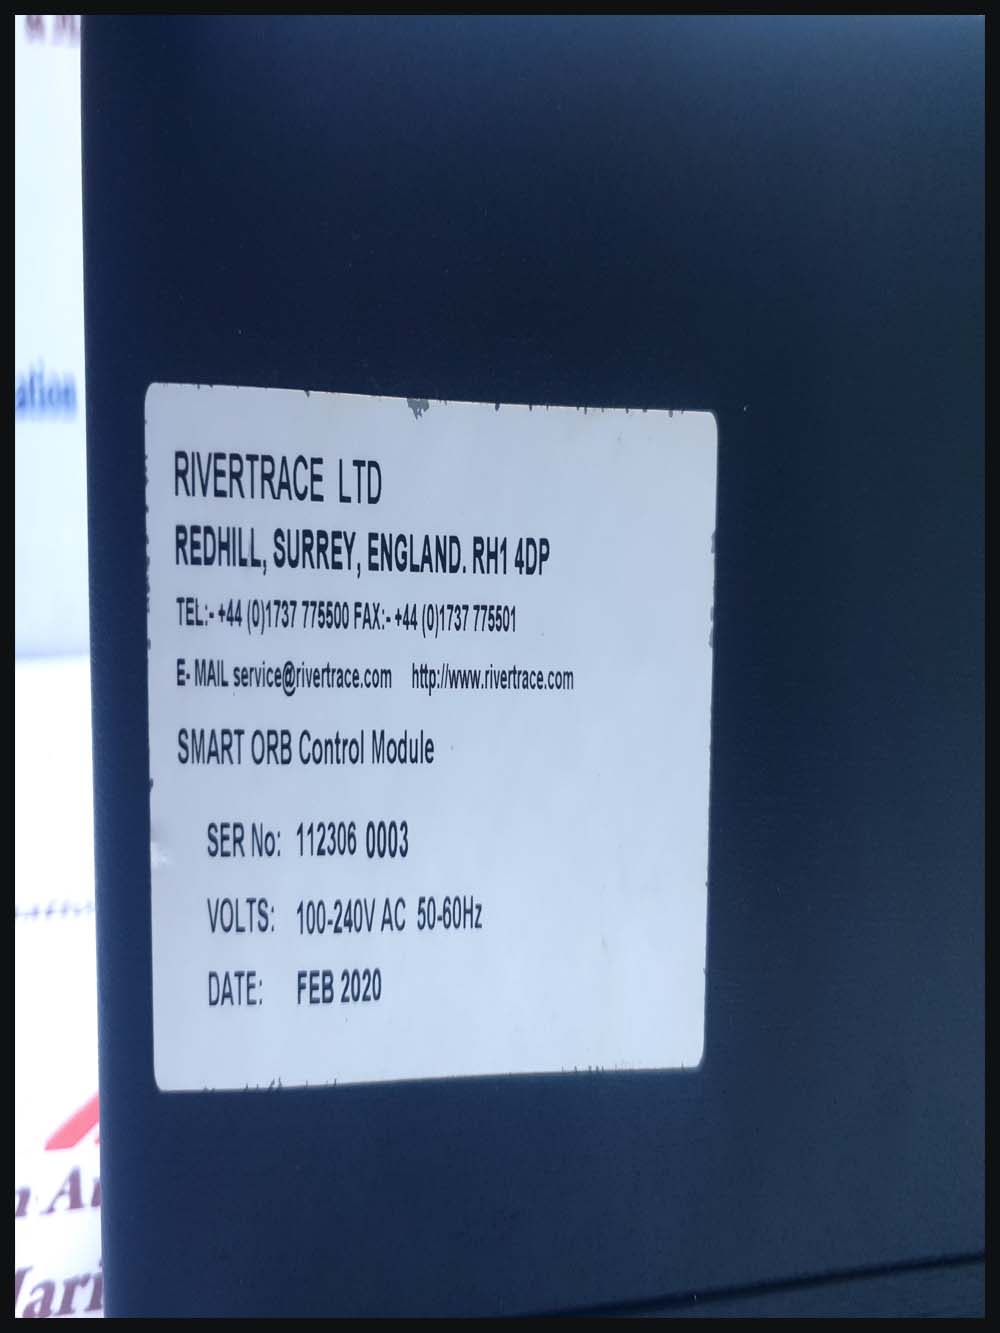 ation
RIVERTRACE LTD
REDHILL, SURREY, ENGLAND. RH1 4DP
TEL:- +44 (0)1737 775500 FAX:- +44 (0)1737 775501
E- MAIL service@rivertrace.com http://www.rivertrace.com
SMART ORB Control Module
SER No: 112306 0003
VOLTS: 100-240V AC 50-60Hz
DATE: FEB 2020